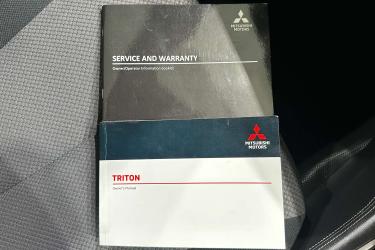 MITSUBISHI
MOTORS
SERVICE AND WARRANTY
Owner/Operator Information booklet
MITSUBISHI
MOTORS
TRITON
Owner's Manual